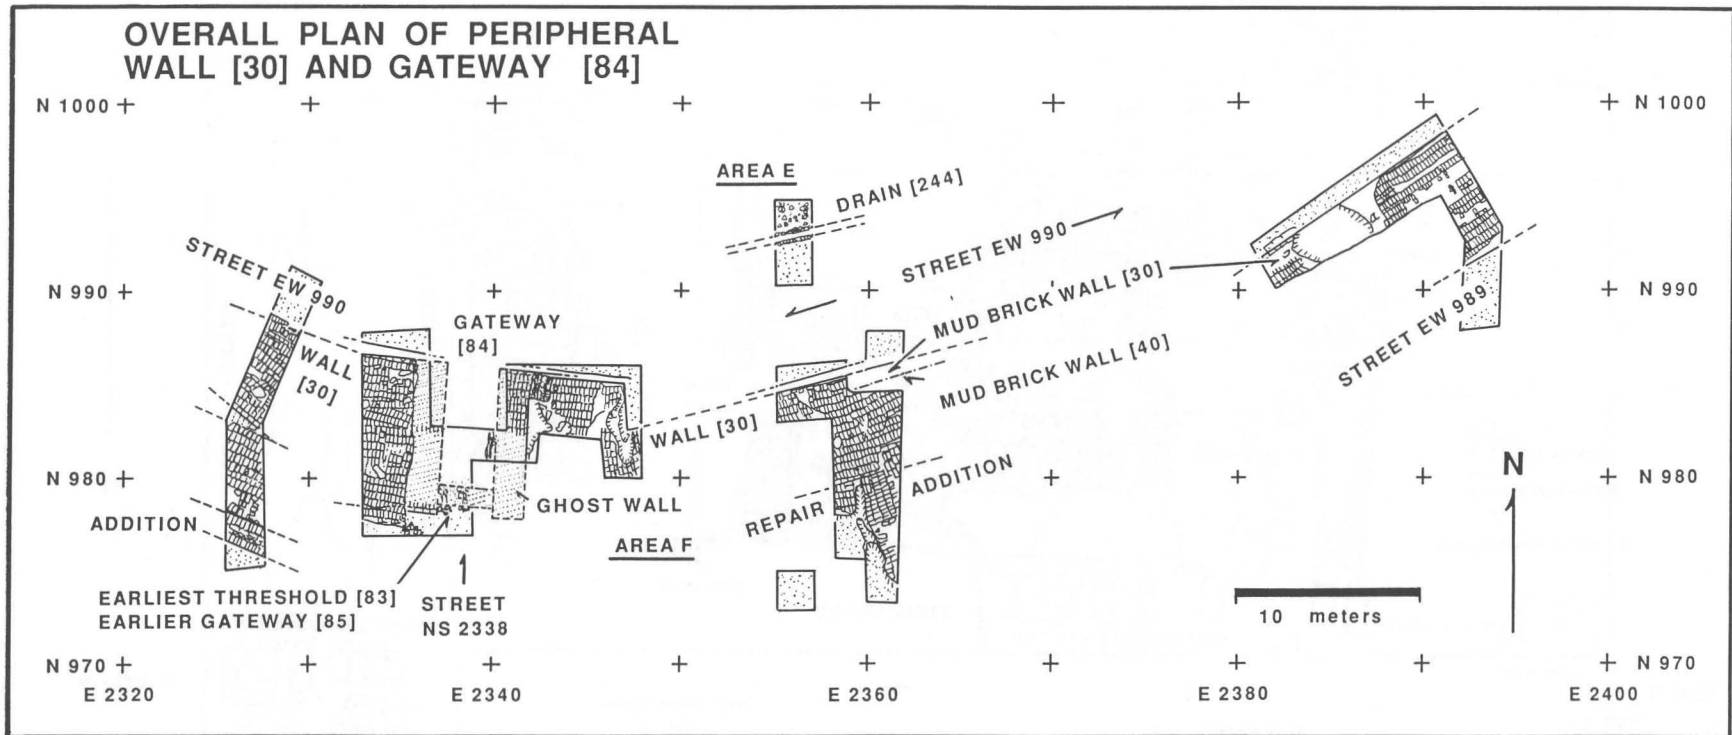 OVERALL PLAN OF PERIPHERAL
WALL [30] AND GATEWAY [84]
N 1000
N 1000
AREA E
DRAIN [244]
STREET EW 990
STREET EW 990
MUD BRICK WALL [30]
N 990
N 990
GATEWAY
[84]
WALL
[30]
STREET EW 989
MUD BRICK WALL [40]
WALL [30]
N 980
N 980
ADDITION
GHOST WALL
REPAIR
ADDITION
N
AREA F
EARLIEST THRESHOLD [83]
EARLIER GATEWAY [85]
STREET
NS 2338
10 meters
N 970
N 970
E 2320
E 2340
E 2360
E 2380
E 2400